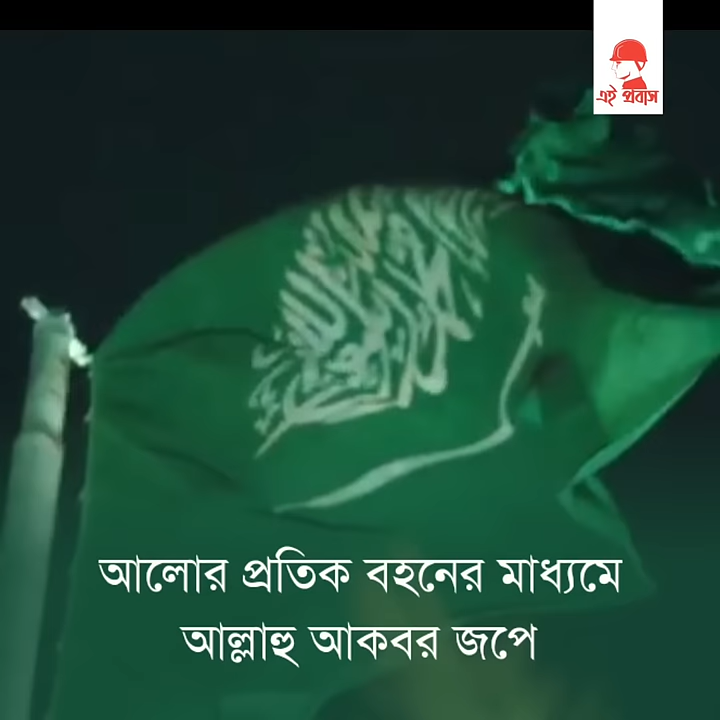 এই প্রবাস
আলোর প্রতিক বহনের মাধ্যমে
আল্লাহু আকবর জপে